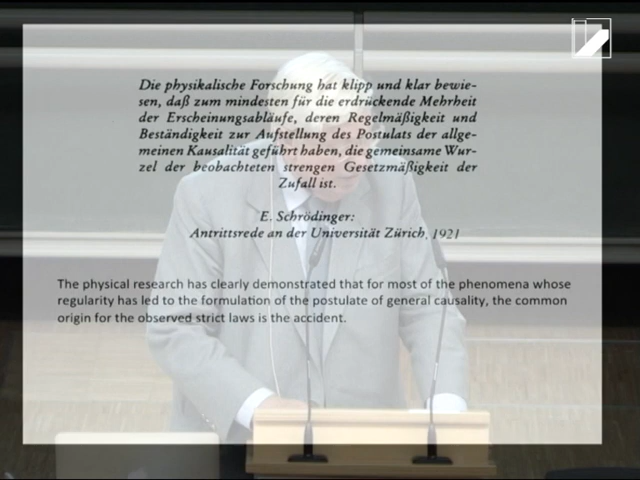 Die physikalische Forschung hat klipp und klar bewie-
sen, daß zum mindesten für die erdrückende Mehrheit
der Erscheinungsabläufe, deren Regelmäßigkeit und
Beständigkeit zur Aufstellung des Postulats der allge-
meinen Kausalität geführt haben, die gemeinsame Wur-
zel der beobachteten strengen Gesetzmäßigkeit der
Zufall ist.
E. Schrödinger:
Antrittsrede an der Universität Zürich, 1921
The physical research has clearly demonstrated that for most of the phenomena whose
regularity has led to the formulation of the postulate of general causality, the common
origin for the observed strict laws is the accident.